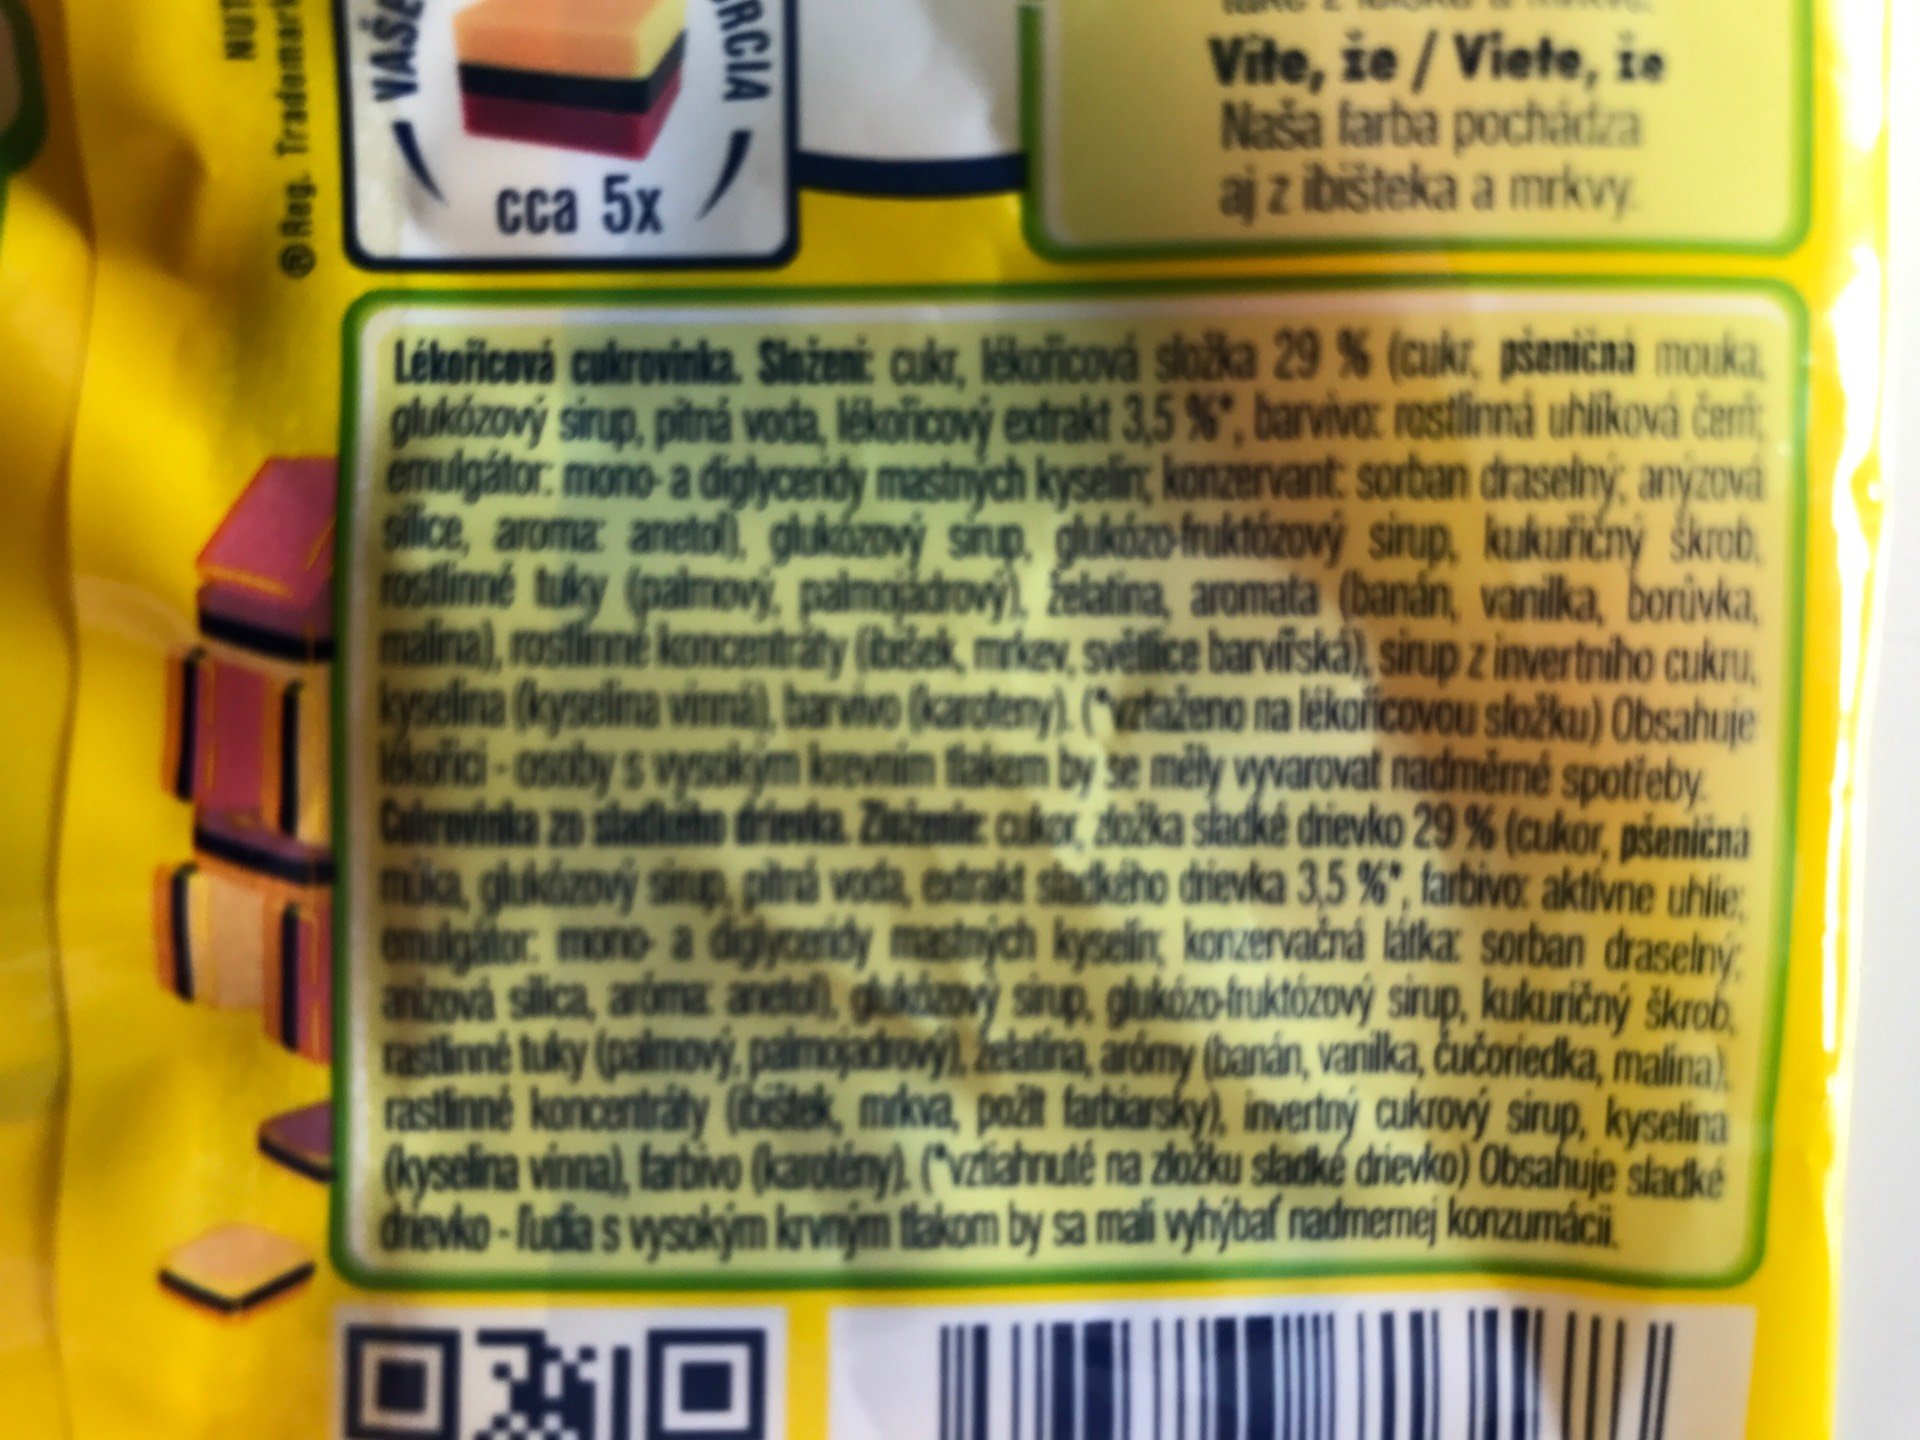 NUT
®Reg. Trademark
VAŠE
RCIA
cca 5x
Víte, že / Viete, že
Naša farba pochádza
aj z ibišteka a mrkvy.
Lékořicová cukrovinka. Složení: cukr, lékořicová složka 29 % (cukr, pšeničná mouka,
glukózový sirup, pitná voda, lékořicový extrakt 3,5 %*, barvivo: rostlinná uhlíková čerň;
emulgátor: mono- a diglyceridy mastných kyselin; konzervant: sorban draselný; anýzová
silice, aroma: anetol), glukózový sirup, glukózo-fruktózový sirup, kukuřičný škrob,
rostlinné tuky (palmový, palmojádrový), želatina, aromata (banán, vanilka, borůvka,
malina), rostlinné koncentráty (ibišek, mrkev, světlice barvířská), sirup z invertního cukru,
kyselina (kyselina vinná), barvivo (karoteny). (*vztaženo na lékořicovou složku) Obsahuje
lékořici - osoby s vysokým krevním tlakem by se měly vyvarovat nadměrné spotřeby.
Cukrovinka zo sladkého drievka. Zloženie: cukor, zložka sladké drievko 29 % (cukor, pšeničná
múka, glukózový sirup, pitná voda, extrakt sladkého drievka 3,5 %*, farbivo: aktívne uhlie;
emulgátor: mono- a diglyceridy mastných kyselín; konzervačná látka: sorban draselný;
anízová silica, aróma: anetol), glukózový sirup, glukózo-fruktózový sirup, kukuričný škrob,
rastlinné tuky (palmový, palmojadrový), želatína, arómy (banán, vanilka, čučoriedka, malina),
rastlinné koncentráty (ibištek, mrkva, požlt farbiarsky), invertný cukrový sirup, kyselina
(kyselina vínna), farbivo (karotény). (*vztiahnuté na zložku sladké drievko) Obsahuje sladké
drievko - ľudia s vysokým krvným tlakom by sa mali vyhýbať nadmernej konzumácii.